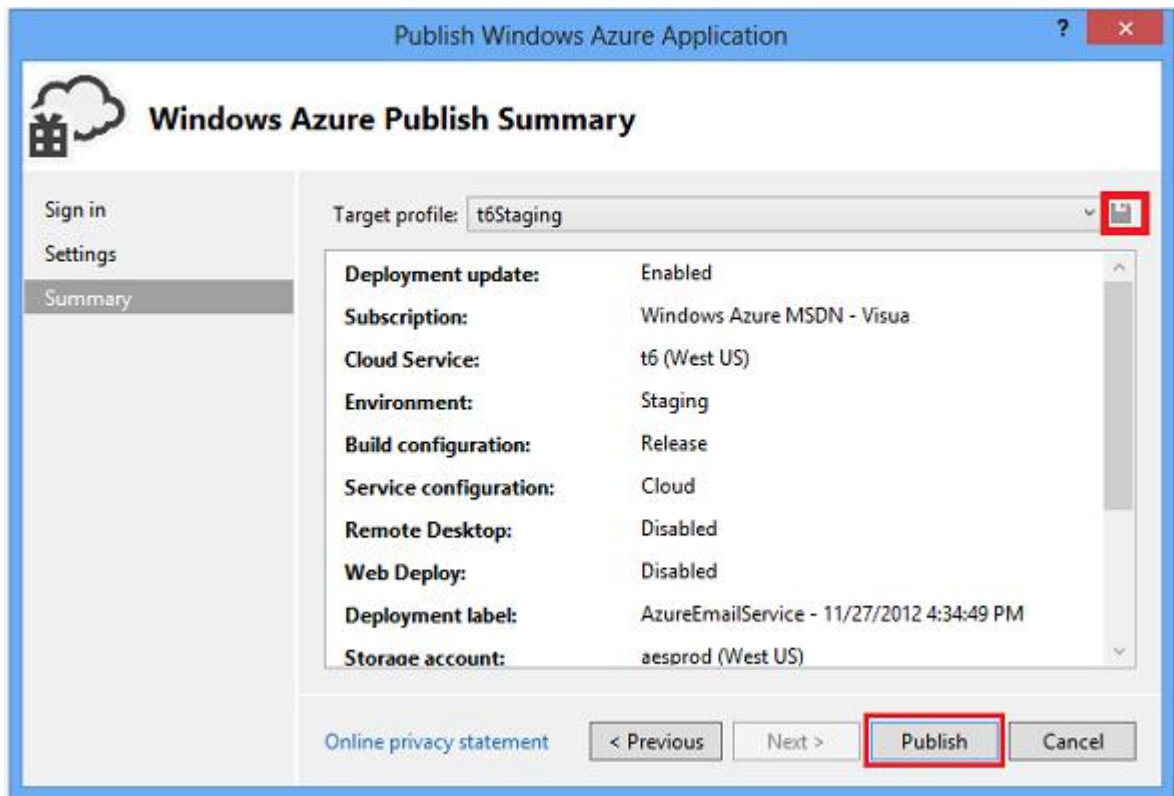 Publish Windows Azure Application
? ×
Windows Azure Publish Summary
Sign in
Settings
Summary
Target profile: t6Staging
Deployment update: Enabled
Subscription: Windows Azure MSDN - Visua
Cloud Service: t6 (West US)
Environment: Staging
Build configuration: Release
Service configuration: Cloud
Remote Desktop: Disabled
Web Deploy: Disabled
Deployment label: AzureEmailService - 11/27/2012 4:34:49 PM
Storage account: aesprod (West US)
Online privacy statement < Previous Next > Publish Cancel